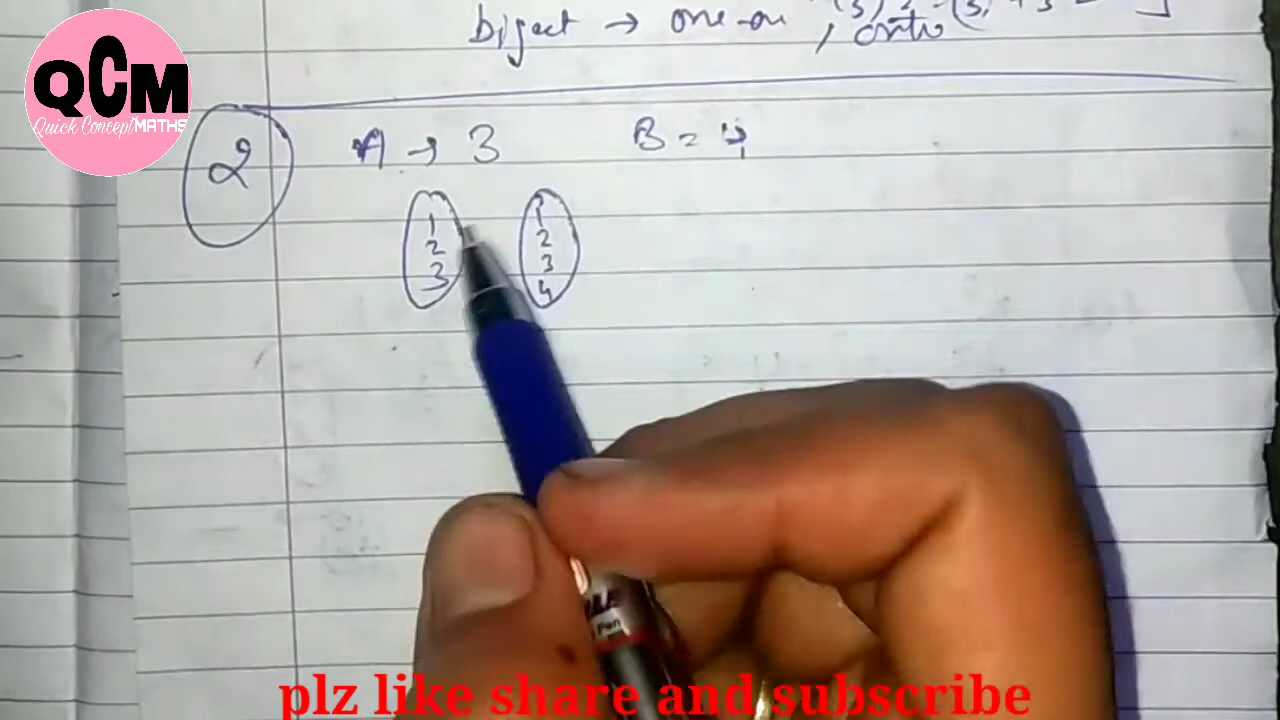 biject → one-on , onto
QCM
Quick Concept MATHS
2 A → 3 B = 4
1 1
2 2
3 3
4
Pen
plz like share and subscribe